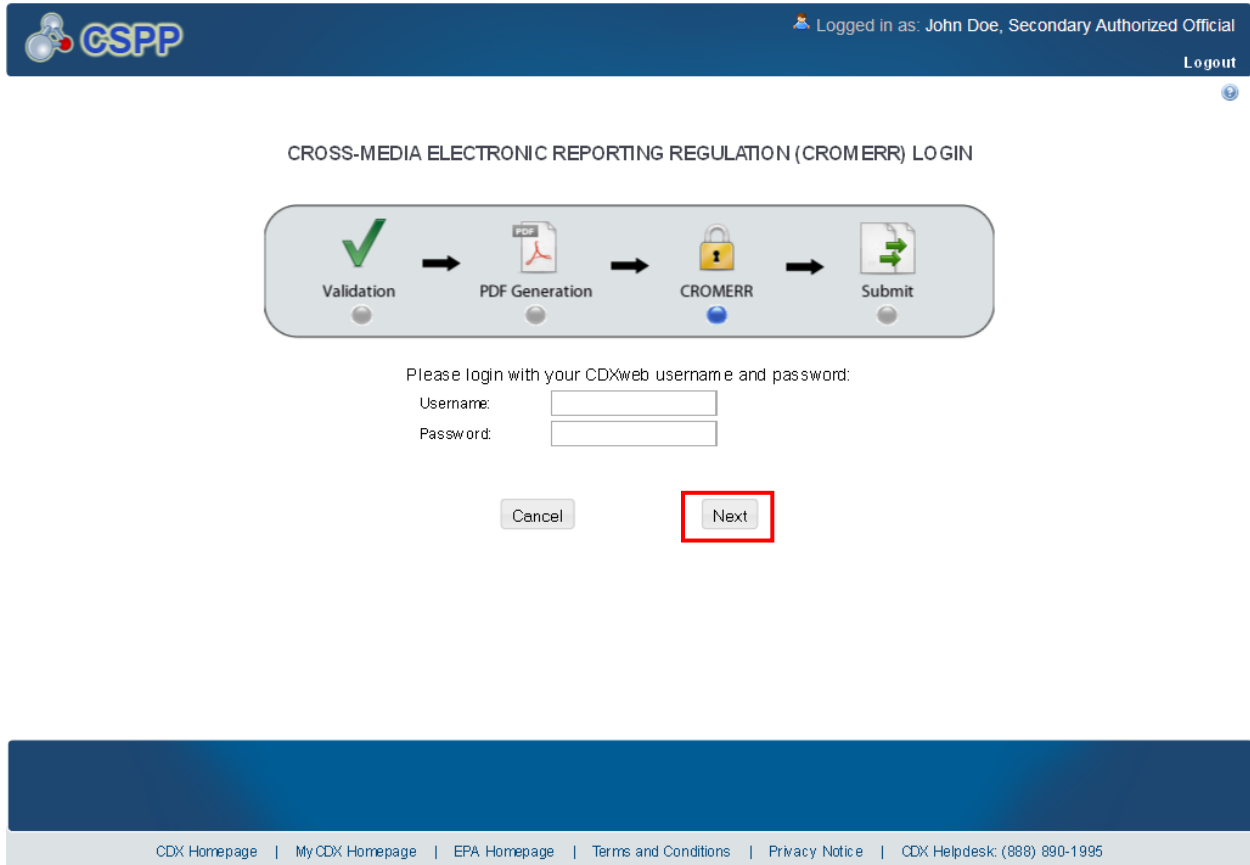 CSPP
Logged in as: John Doe, Secondary Authorized Official
Logout
?
CROSS-MEDIA ELECTRONIC REPORTING REGULATION (CROMERR) LOGIN
PDF
Validation PDF Generation CROMERR Submit
Please login with your CDXweb username and password:
Username:
Password:
Cancel Next
CDX Homepage | MyCDX Homepage | EPA Homepage | Terms and Conditions | Privacy Notice | CDX Helpdesk: (888) 890-1995